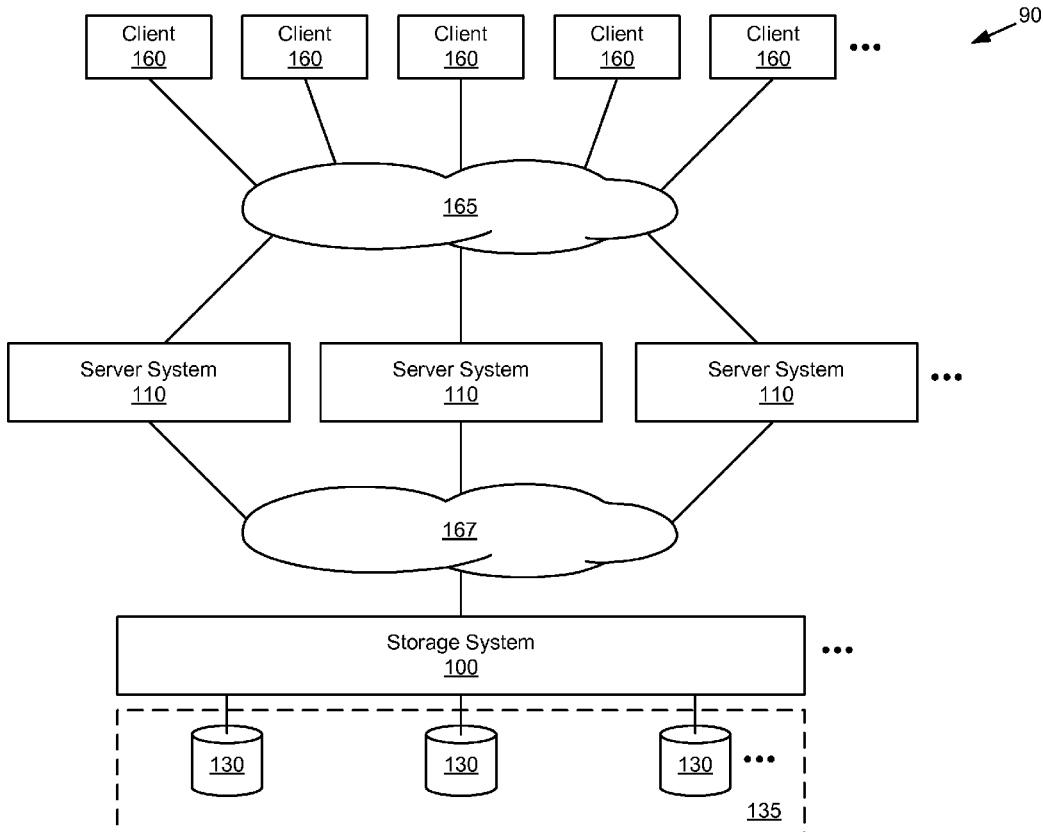 90
Client Client Client Client Client
160 160 160 160 160 •••
165
Server System Server System Server System
110 110 110 •••
167
Storage System
100 •••
130 130 130 •••
135